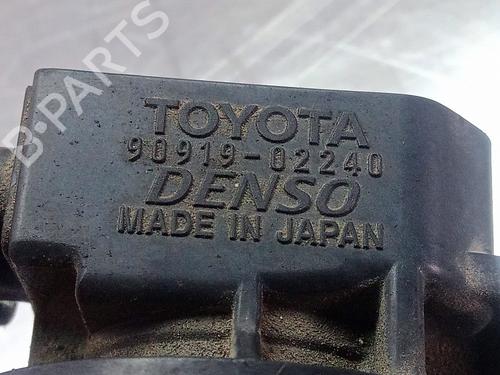 B-PARTS
TOYOTA
90919-02240
DENSO
MADE IN JAPAN